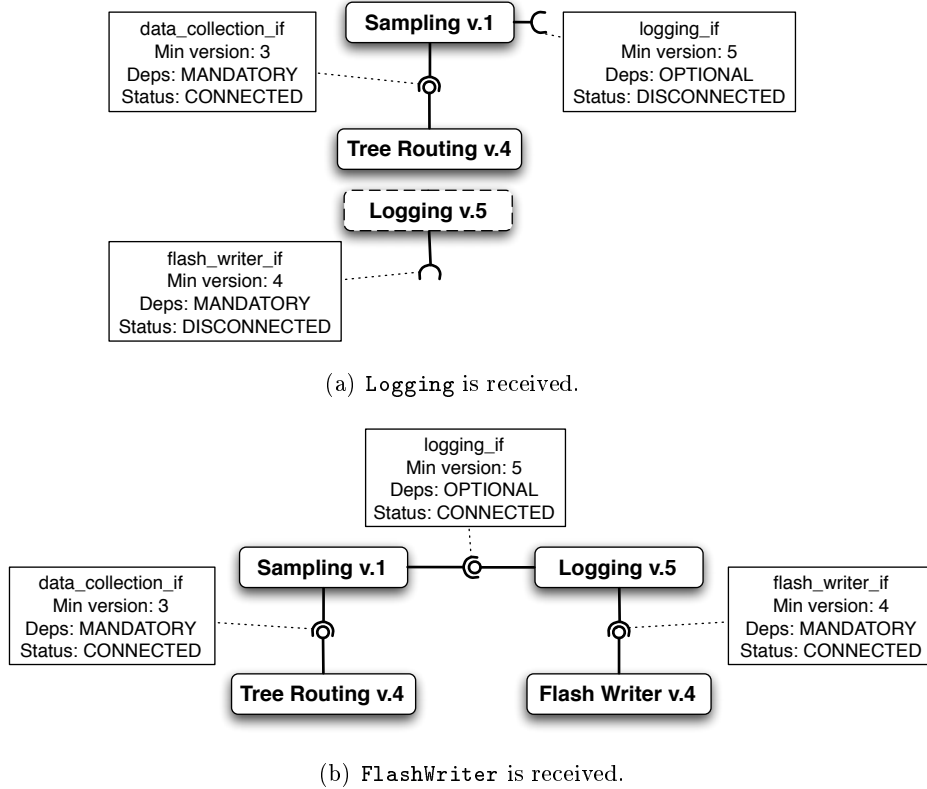 data_collection_if
Min version: 3
Deps: MANDATORY
Status: CONNECTED
Sampling v.1
logging_if
Min version: 5
Deps: OPTIONAL
Status: DISCONNECTED
Tree Routing v.4
Logging v.5
flash_writer_if
Min version: 4
Deps: MANDATORY
Status: DISCONNECTED
(a) Logging is received.
logging_if
Min version: 5
Deps: OPTIONAL
Status: CONNECTED
data_collection_if
Min version: 3
Deps: MANDATORY
Status: CONNECTED
Sampling v.1
Logging v.5
flash_writer_if
Min version: 4
Deps: MANDATORY
Status: CONNECTED
Tree Routing v.4
Flash Writer v.4
(b) FlashWriter is received.